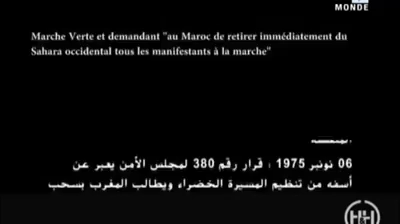 MONDE
Marche Verte et demandant "au Maroc de retirer immédiatement du
Sahara occidental tous les manifestants à la marche"
06 نونبر 1975 : قرار رقم 380 لمجلس الأمن يعبر عن
أسفه من تنظيم المسيرة الخضراء ويطالب المغرب بسحب